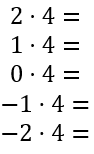 2 · 4 =
1 · 4 =
0 · 4 =
−1 · 4 =
−2 · 4 =